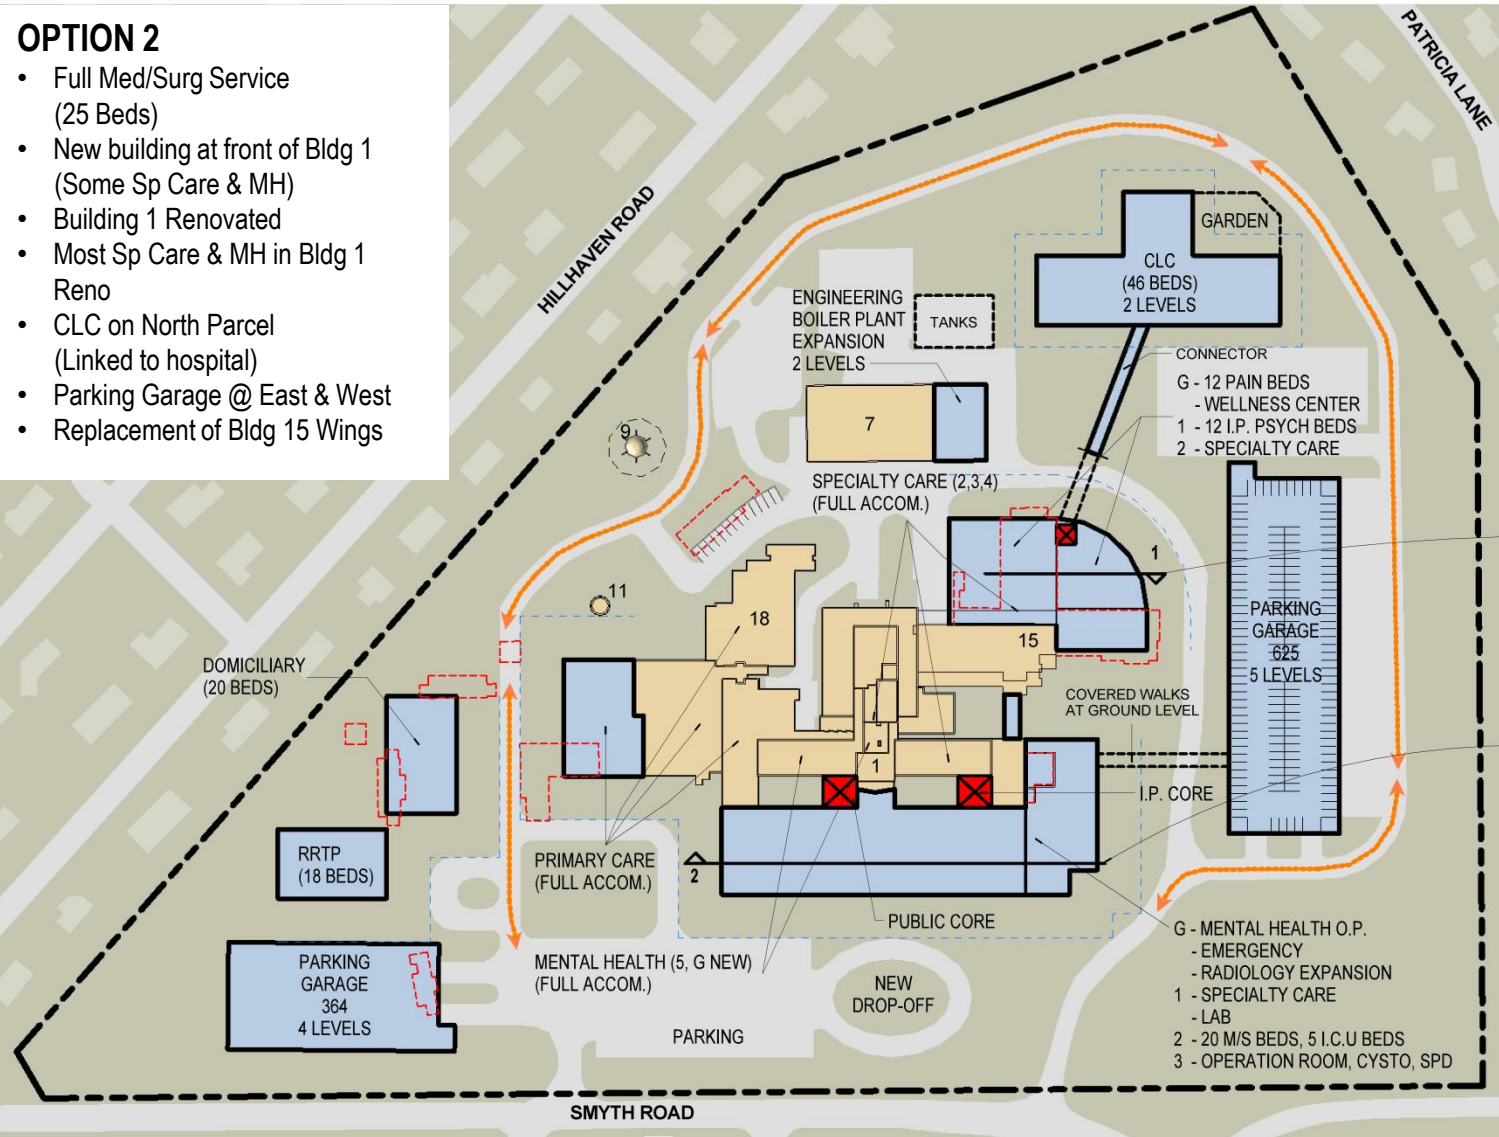 OPTION 2
• Full Med/Surg Service
(25 Beds)
• New building at front of Bldg 1
(Some Sp Care & MH)
• Building 1 Renovated
• Most Sp Care & MH in Bldg 1
Reno
• CLC on North Parcel
(Linked to hospital)
• Parking Garage @ East & West
• Replacement of Bldg 15 Wings
PATRICIA LANE
HILLHAVEN ROAD
GARDEN
CLC
(46 BEDS)
2 LEVELS
ENGINEERING
BOILER PLANT
EXPANSION
2 LEVELS
TANKS
CONNECTOR
G - 12 PAIN BEDS
- WELLNESS CENTER
1 - 12 I.P. PSYCH BEDS
2 - SPECIALTY CARE
7
9
SPECIALTY CARE (2,3,4)
(FULL ACCOM.)
1
11
18
15
PARKING
GARAGE
625
5 LEVELS
DOMICILIARY
(20 BEDS)
COVERED WALKS
AT GROUND LEVEL
1
I.P. CORE
RRTP
(18 BEDS)
PRIMARY CARE
(FULL ACCOM.)
2
PUBLIC CORE
MENTAL HEALTH (5, G NEW)
(FULL ACCOM.)
PARKING
GARAGE
364
4 LEVELS
NEW
DROP-OFF
PARKING
G - MENTAL HEALTH O.P.
- EMERGENCY
- RADIOLOGY EXPANSION
1 - SPECIALTY CARE
- LAB
2 - 20 M/S BEDS, 5 I.C.U BEDS
3 - OPERATION ROOM, CYSTO, SPD
SMYTH ROAD